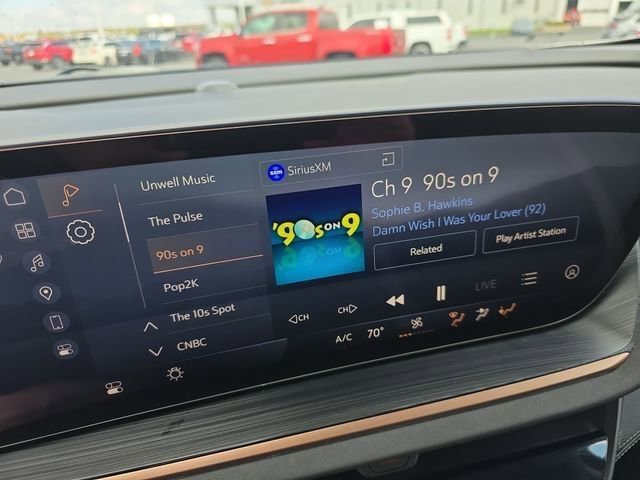 Unwell Music
The Pulse
90s on 9
Pop2K
The 10s Spot
CNBC
sxm SiriusXM
'90s ON 9
Ch 9 90s on 9
Sophie B. Hawkins
Damn Wish I Was Your Lover (92)
Related
Play Artist Station
CH
CH
LIVE
A/C 70°